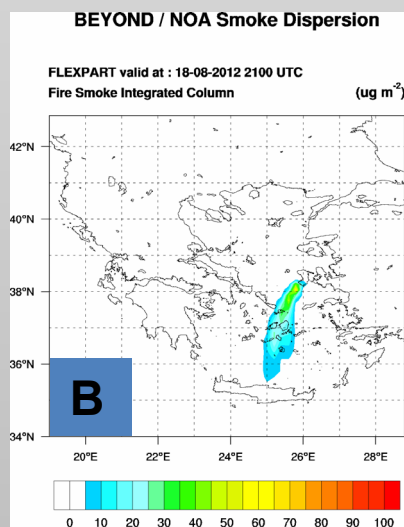 BEYOND / NOA Smoke Dispersion
FLEXPART valid at : 18-08-2012 2100 UTC
Fire Smoke Integrated Column (ug m-2)
42°N
40°N
38°N
36°N
34°N
B
20°E 22°E 24°E 26°E 28°E
0 10 20 30 40 50 60 70 80 90 100